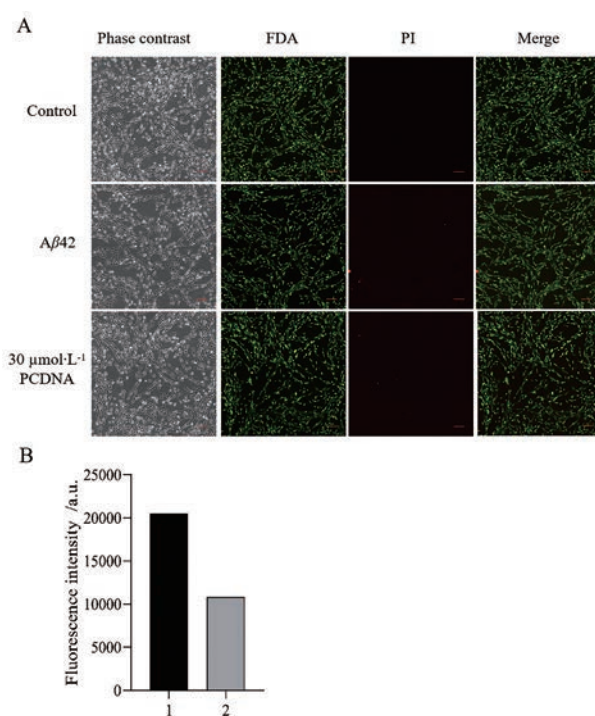 A
Phase contrast FDA PI Merge
Control
Aβ42
30 μmol·L⁻¹
PCDNA
B
Fluorescence intensity /a.u.
25000
20000
15000
10000
5000
0
1 2